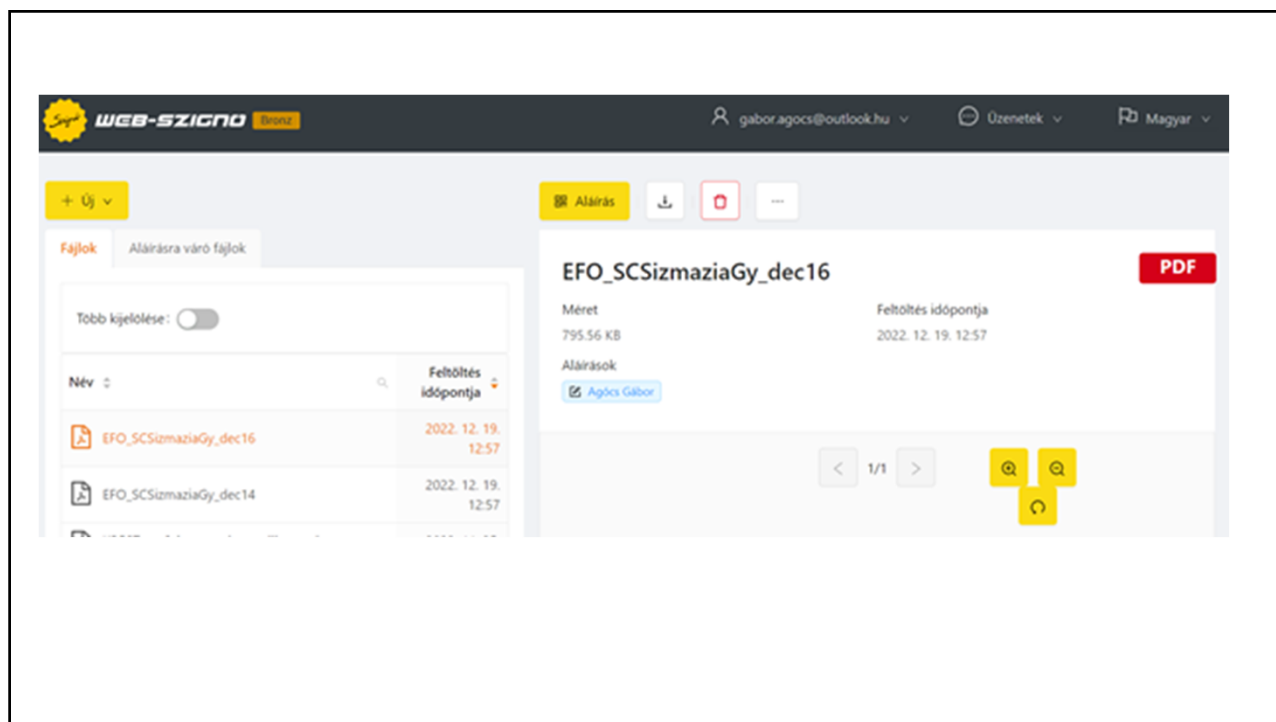 WEB-SZIGNO Bronz
gabor.agocs@outlook.hu
Üzenetek
Magyar
+ Új
Aláírás
Fájlok
Aláírásra váró fájlok
Több kijelölése:
Név
Feltöltés
időpontja
EFO_SCSizmaziaGy_dec16
2022. 12. 19.
12:57
EFO_SCSizmaziaGy_dec14
2022. 12. 19.
12:57
EFO_SCSizmaziaGy_dec16
PDF
Méret
Feltöltés időpontja
795.56 KB
2022. 12. 19. 12:57
Aláírások
Agócs Gábor
< 1/1 >